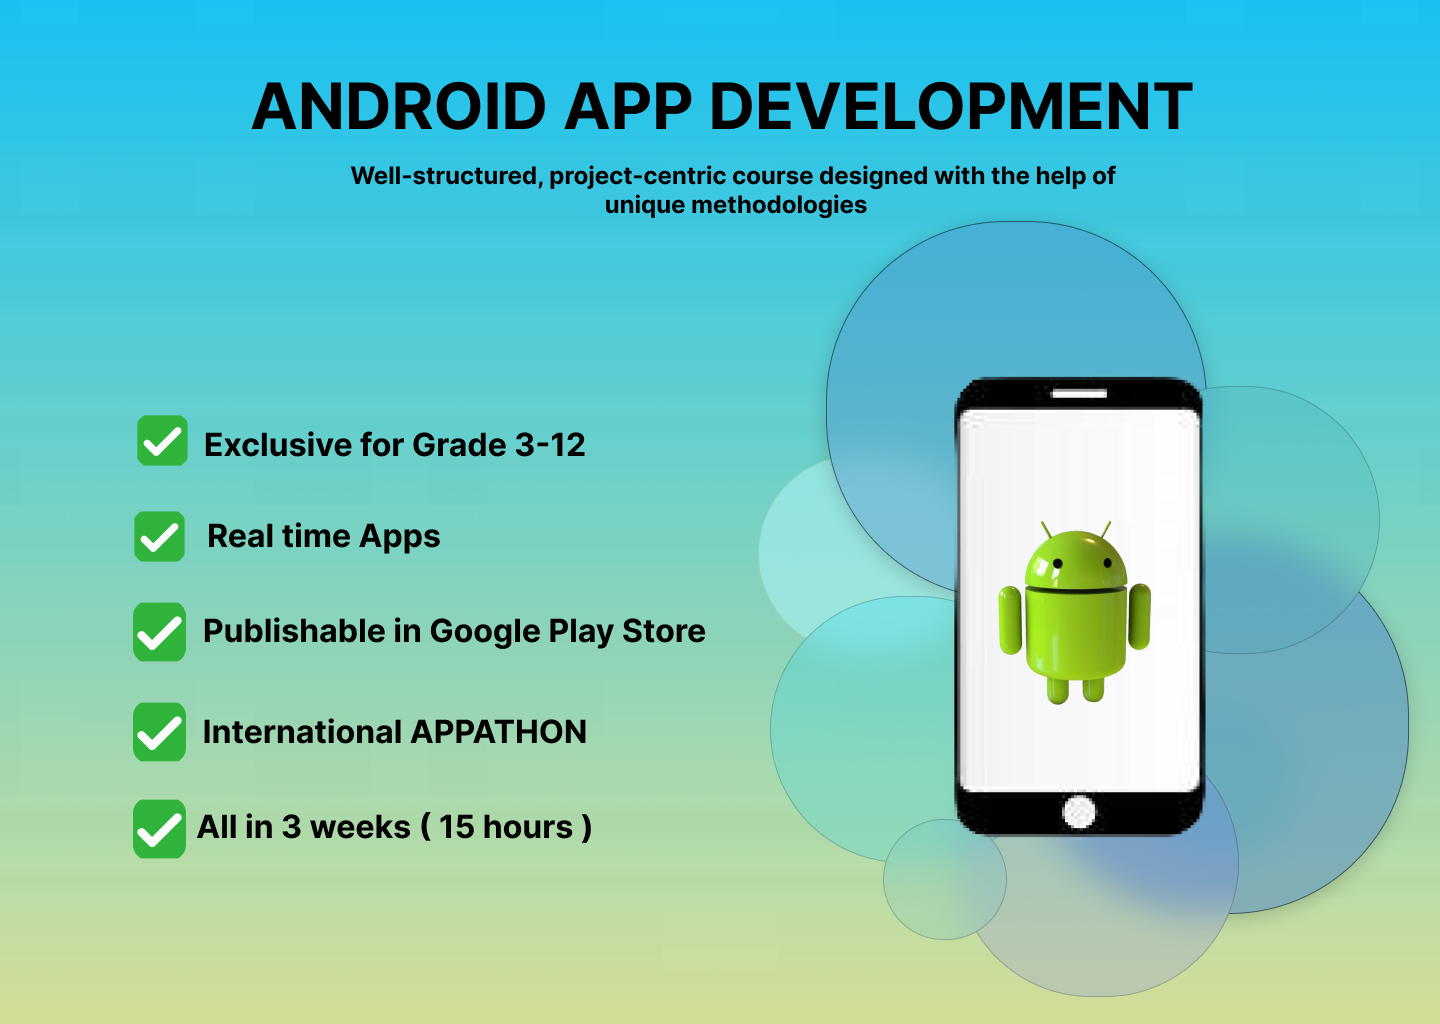 ANDROID APP DEVELOPMENT
Well-structured, project-centric course designed with the help of
unique methodologies
Exclusive for Grade 3-12
Real time Apps
Publishable in Google Play Store
International APPATHON
All in 3 weeks ( 15 hours )